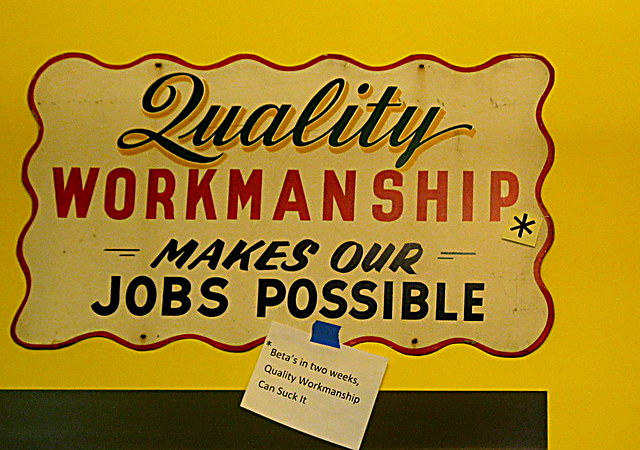 Quality
WORKMANSHIP*
— MAKES OUR —
JOBS POSSIBLE
* Beta's in two weeks,
Quality Workmanship
Can Suck It